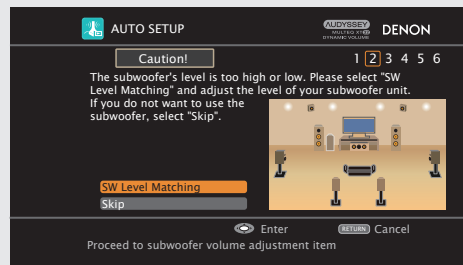 AUTO SETUP
AUDYSSEY
MULTEQ XT32
DYNAMIC VOLUME
DENON
Caution!
1 2 3 4 5 6
The subwoofer's level is too high or low. Please select "SW
Level Matching" and adjust the level of your subwoofer unit.
If you do not want to use the
subwoofer, select "Skip".
SW Level Matching
Skip
Enter
RETURN Cancel
Proceed to subwoofer volume adjustment item